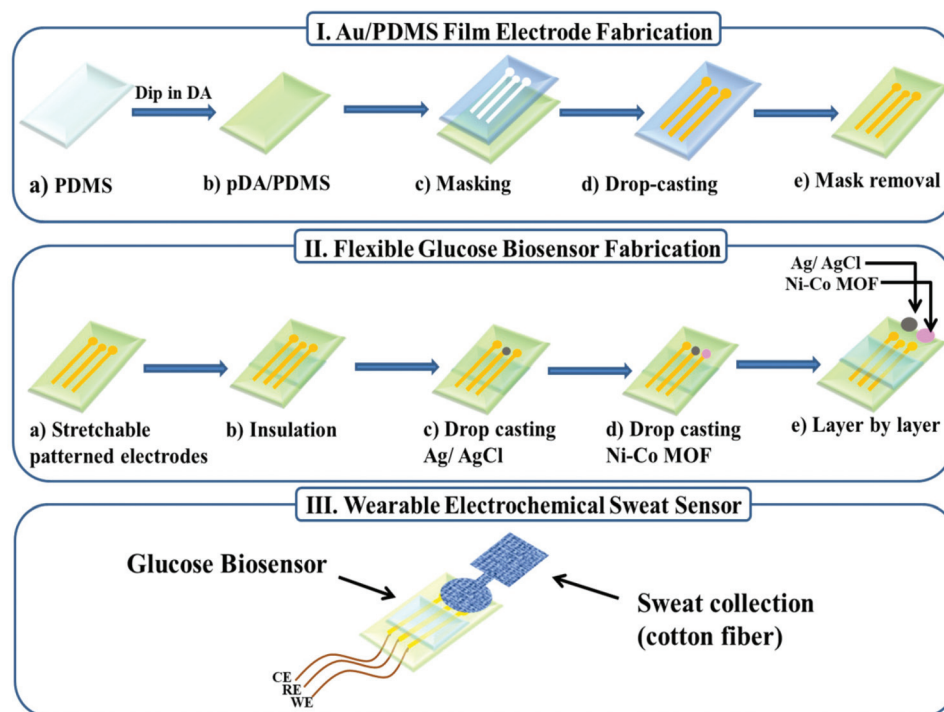 I. Au/PDMS Film Electrode Fabrication
Dip in DA
a) PDMS
b) pDA/PDMS
c) Masking
d) Drop-casting
e) Mask removal
II. Flexible Glucose Biosensor Fabrication
Ag/ AgCl
Ni-Co MOF
a) Stretchable
patterned electrodes
b) Insulation
c) Drop casting
Ag/ AgCl
d) Drop casting
Ni-Co MOF
e) Layer by layer
III. Wearable Electrochemical Sweat Sensor
Glucose Biosensor
Sweat collection
(cotton fiber)
CE
RE
WE